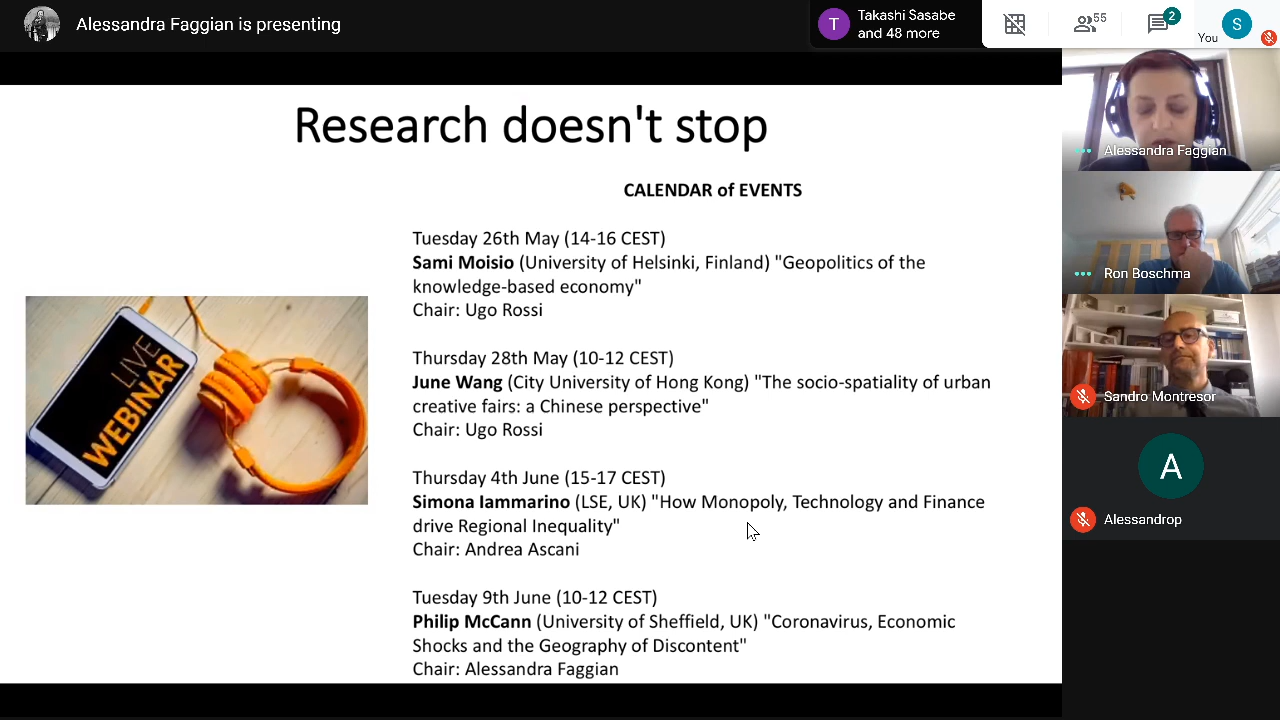 Alessandra Faggian is presenting
T
Takashi Sasabe
and 48 more
55
2
You
S
Research doesn't stop
CALENDAR of EVENTS
Tuesday 26th May (14-16 CEST)
Sami Moisio (University of Helsinki, Finland) "Geopolitics of the
knowledge-based economy"
Chair: Ugo Rossi
Thursday 28th May (10-12 CEST)
June Wang (City University of Hong Kong) "The socio-spatiality of urban
creative fairs: a Chinese perspective"
Chair: Ugo Rossi
Thursday 4th June (15-17 CEST)
Simona Iammarino (LSE, UK) "How Monopoly, Technology and Finance
drive Regional Inequality"
Chair: Andrea Ascani
Tuesday 9th June (10-12 CEST)
Philip McCann (University of Sheffield, UK) "Coronavirus, Economic
Shocks and the Geography of Discontent"
Chair: Alessandra Faggian
LIVE
WEBINAR
Alessandra Faggian
Ron Boschma
Sandro Montresor
A
Alessandrop